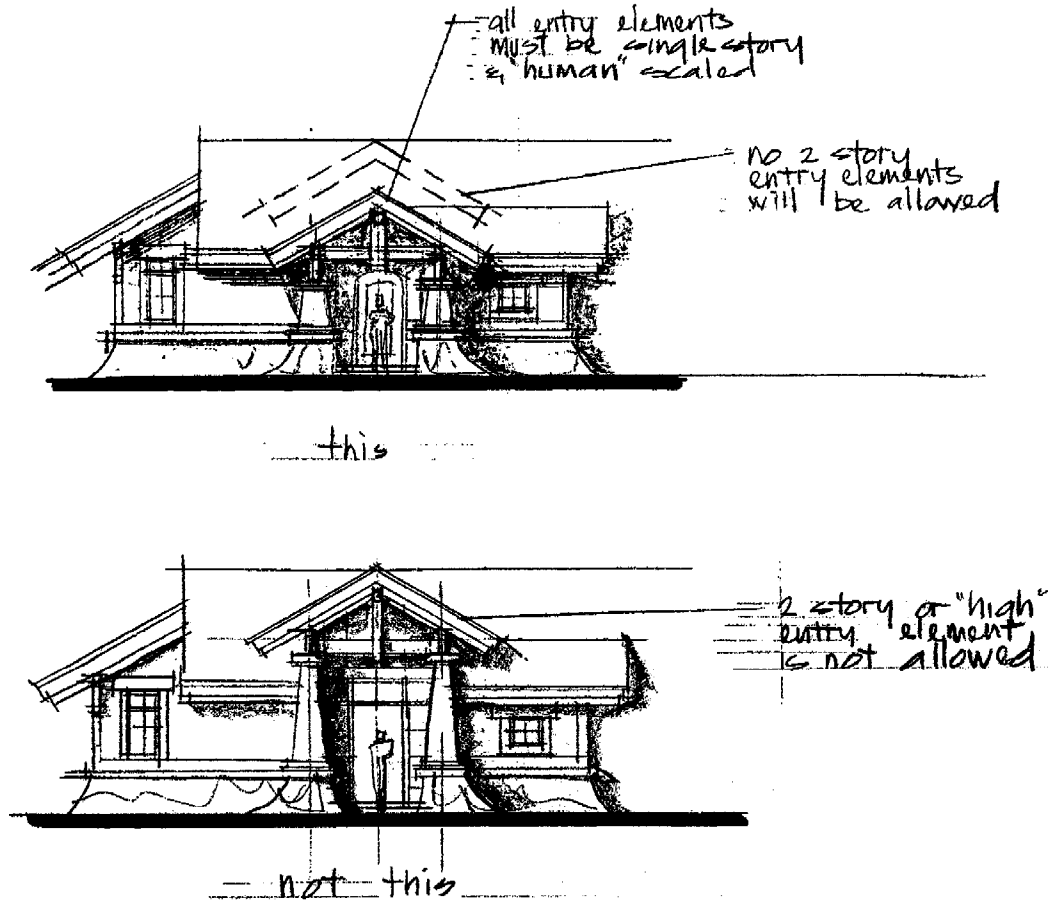 all entry elements
must be single story
& "human" scaled
no 2 story
entry elements
will be allowed
this
2 story or "high"
entry element
is not allowed
not this